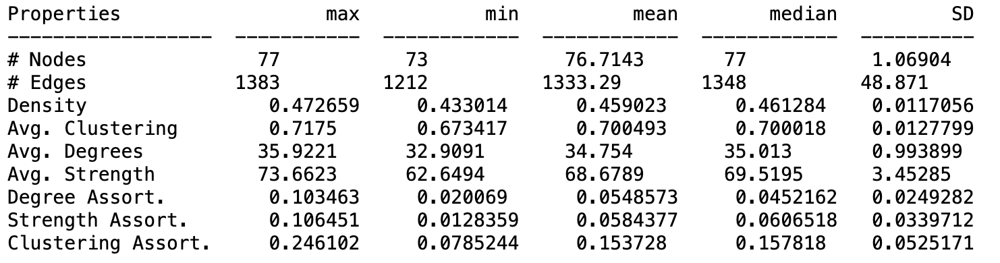 Properties max min mean median SD
------------------ ----------- ------------ ------------ ------------ ----------
# Nodes 77 73 76.7143 77 1.06904
# Edges 1383 1212 1333.29 1348 48.871
Density 0.472659 0.433014 0.459023 0.461284 0.0117056
Avg. Clustering 0.7175 0.673417 0.700493 0.700018 0.0127799
Avg. Degrees 35.9221 32.9091 34.754 35.013 0.993899
Avg. Strength 73.6623 62.6494 68.6789 69.5195 3.45285
Degree Assort. 0.103463 0.020069 0.0548573 0.0452162 0.0249282
Strength Assort. 0.106451 0.0128359 0.0584377 0.0606518 0.0339712
Clustering Assort. 0.246102 0.0785244 0.153728 0.157818 0.0525171